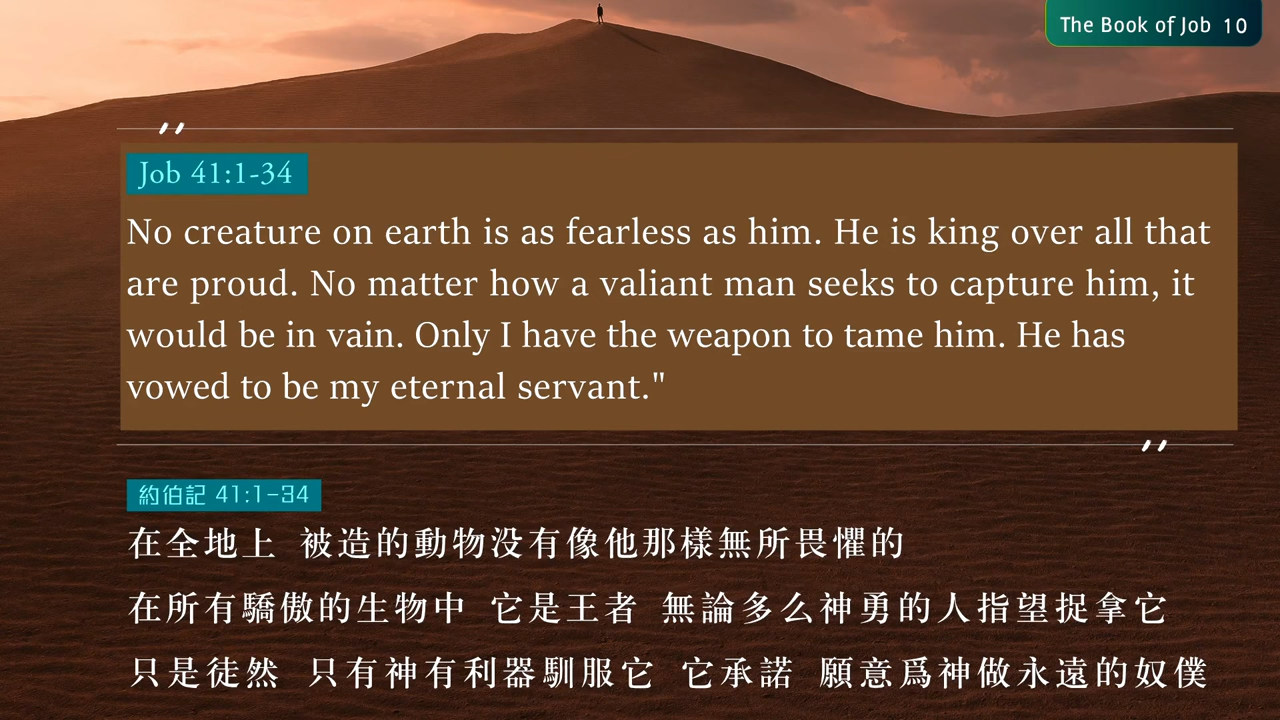 The Book of Job 10
"
Job 41:1-34
No creature on earth is as fearless as him. He is king over all that
are proud. No matter how a valiant man seeks to capture him, it
would be in vain. Only I have the weapon to tame him. He has
vowed to be my eternal servant."
"
約伯記 41:1-34
在全地上 被造的動物没有像他那樣無所畏懼的
在所有驕傲的生物中 它是王者 無論多么神勇的人指望捉拿它
只是徒然 只有神有利器馴服它 它承諾 願意爲神做永遠的奴僕